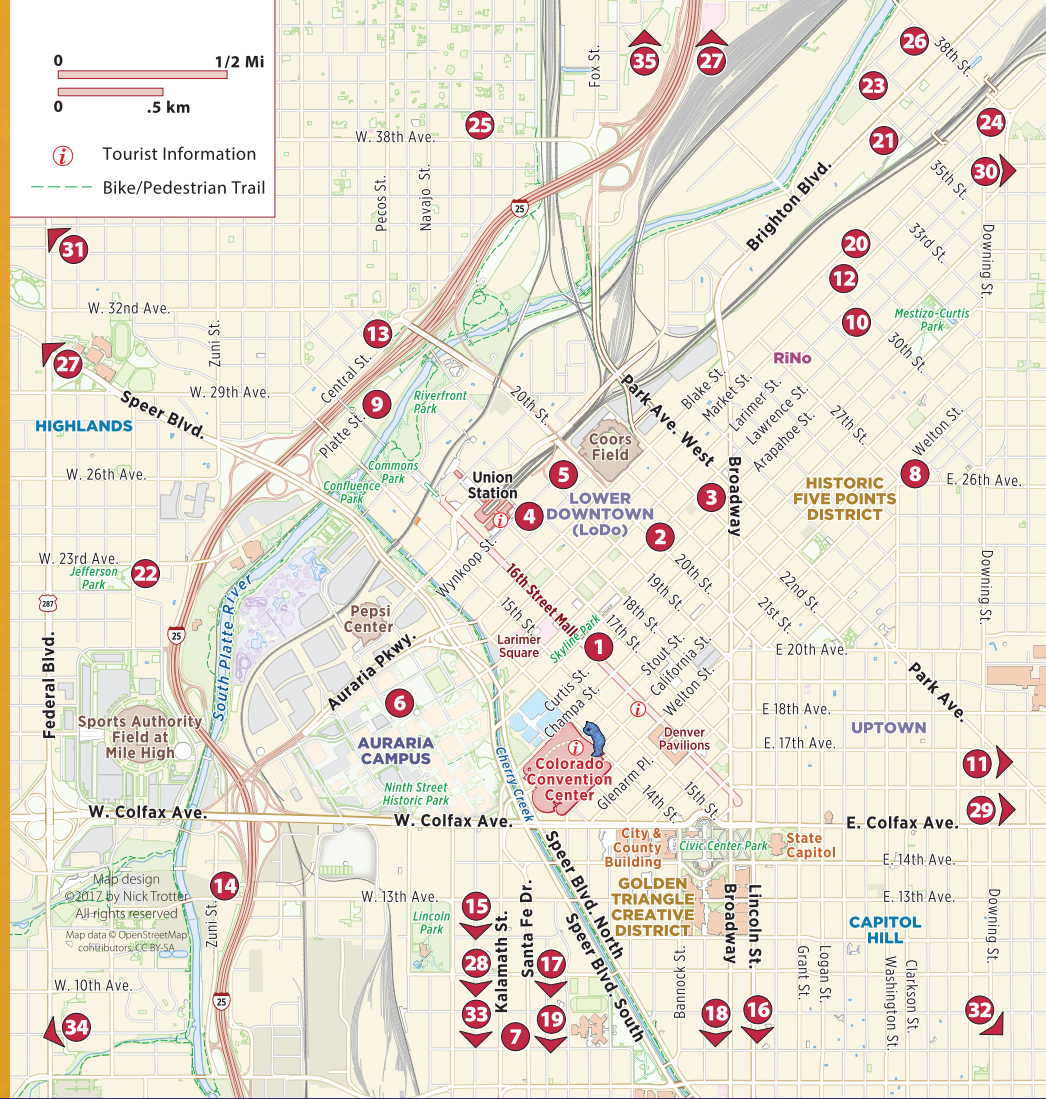 0 1/2 Mi
0 .5 km
i Tourist Information
Bike/Pedestrian Trail
26
38th St.
35
27
Fox St.
23
25
W. 38th Ave.
24
21
30
35th St.
Pecos St.
Navajo St.
25
Brighton Blvd.
31
20
33rd St.
Downing St.
12
W. 32nd Ave.
Zuni St.
13
10
Mestizo-Curtis
Park
30th St.
27
RiNo
Central St.
W. 29th Ave.
Speer Blvd.
9
Riverfront
Park
20th St.
Park Ave. West
Blake St.
Market St.
Larimer St.
Lawrence St.
Arapahoe St.
27th St.
Welton St.
HIGHLANDS
Platte St.
Coors
Field
W. 26th Ave.
Commons
Park
Union
Station
5
Broadway
8
E. 26th Ave.
Confluence
Park
i
4
LOWER
DOWNTOWN
(LoDo)
3
HISTORIC
FIVE POINTS
DISTRICT
2
W. 23rd Ave.
Jefferson
Park
22
Wynkoop St.
16th Street Mall
20th St.
19th St.
22nd St.
21st St.
Downing St.
287
South Platte River
25
Pepsi
Center
15th St.
18th St.
17th St.
Larimer
Square
Skyline Park
1
Stout St.
California St.
Welton St.
E 20th Ave.
Federal Blvd.
Auraria Pkwy.
Curtis St.
Champa St.
Park Ave.
6
i
E 18th Ave.
Sports Authority
Field at
Mile High
AURARIA
CAMPUS
Cherry Creek
i
Denver
Pavilions
E. 17th Ave.
UPTOWN
Colorado
Convention
Center
11
Ninth Street
Historic Park
Glenarm Pl.
14th St.
15th St.
29
W. Colfax Ave.
W. Colfax Ave.
E. Colfax Ave.
City &
County
Building
Civic Center Park
State
Capitol
E. 14th Ave.
Map design
©2017 by Nick Trotter
All rights reserved
14
W. 13th Ave.
Speer Blvd. North
Speer Blvd. South
GOLDEN
TRIANGLE
CREATIVE
DISTRICT
E. 13th Ave.
Map data © OpenStreetMap
contributors: CC BY-SA
Zuni St.
Lincoln
Park
15
Kalamath St.
Santa Fe Dr.
Broadway
Lincoln St.
CAPITOL
HILL
Downing St.
28
17
Bannock St.
Grant St.
Logan St.
Washington St.
Clarkson St.
W. 10th Ave.
25
34
33
7
19
18
16
32